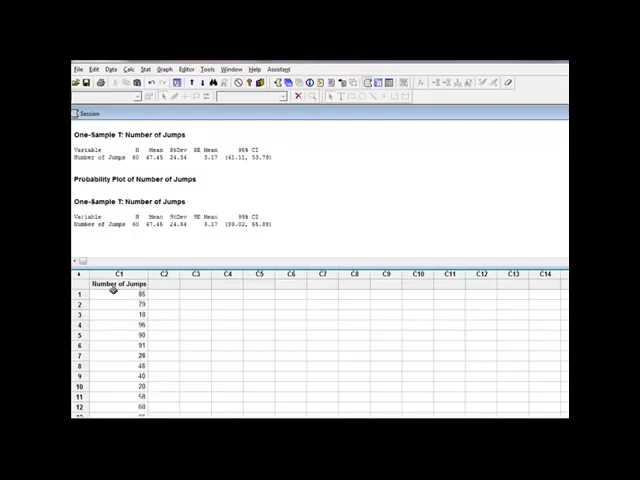 File Edit Data Calc Stat Graph Editor Tools Window Help Assistant
Session
One-Sample T: Number of Jumps
Variable N Mean StDev SE Mean 95% CI
Number of Jumps 60 47.45 24.54 3.17 (41.11, 53.79)
Probability Plot of Number of Jumps
One-Sample T: Number of Jumps
Variable N Mean StDev SE Mean 99% CI
Number of Jumps 60 47.45 24.54 3.17 (39.02, 55.88)
C1 C2 C3 C4 C5 C6 C7 C8 C9 C10 C11 C12 C13 C14
Number of Jumps
1 85
2 79
3 18
4 96
5 90
6 91
7 26
8 48
9 40
10 20
11 58
12 60